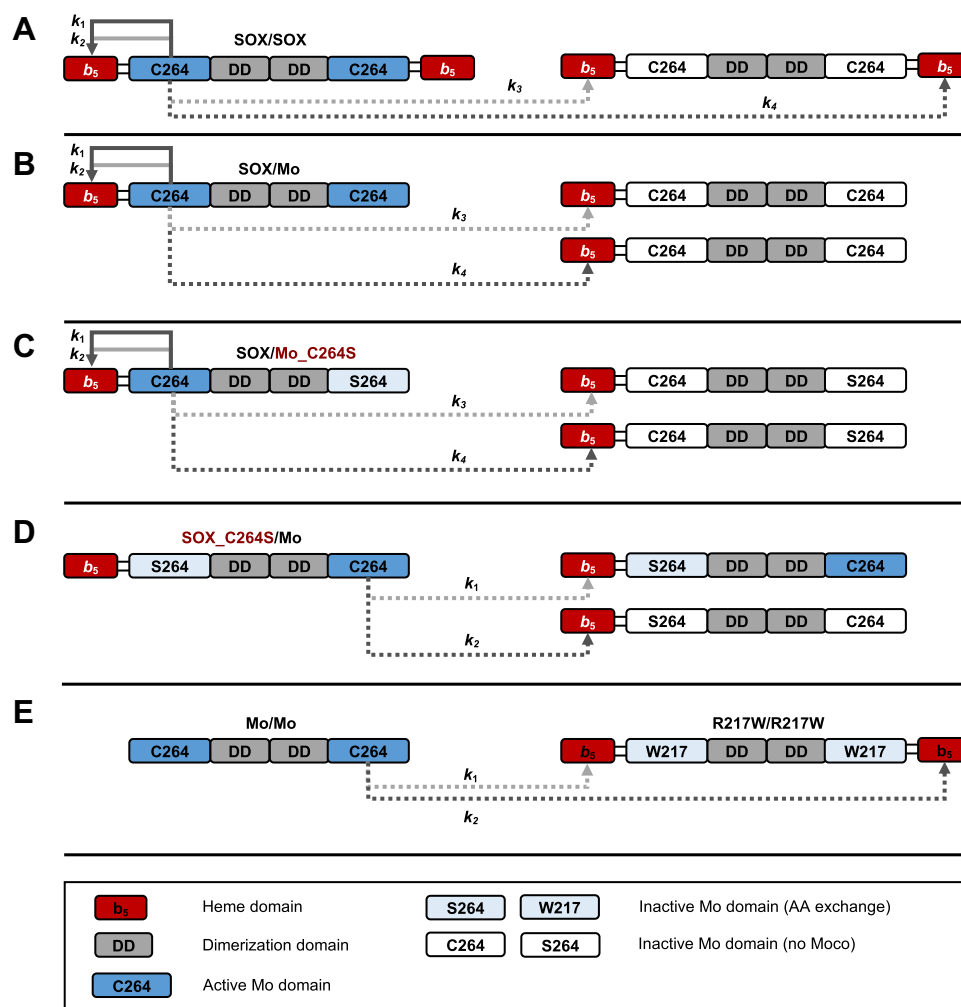 A
k1
k2
SOX/SOX
b5 C264 DD DD C264 b5
b5 C264 DD DD C264 b5
k3
k4
B
k1
k2
SOX/Mo
b5 C264 DD DD C264
b5 C264 DD DD C264
k3
b5 C264 DD DD C264
k4
C
k1
k2
SOX/Mo_C264S
b5 C264 DD DD S264
b5 C264 DD DD S264
k3
b5 C264 DD DD S264
k4
D
SOX_C264S/Mo
b5 S264 DD DD C264
b5 S264 DD DD C264
k1
b5 S264 DD DD C264
k2
E
Mo/Mo
R217W/R217W
C264 DD DD C264
b5 W217 DD DD W217 b5
k1
k2
b5 Heme domain
S264 W217 Inactive Mo domain (AA exchange)
DD Dimerization domain
C264 S264 Inactive Mo domain (no Moco)
C264 Active Mo domain